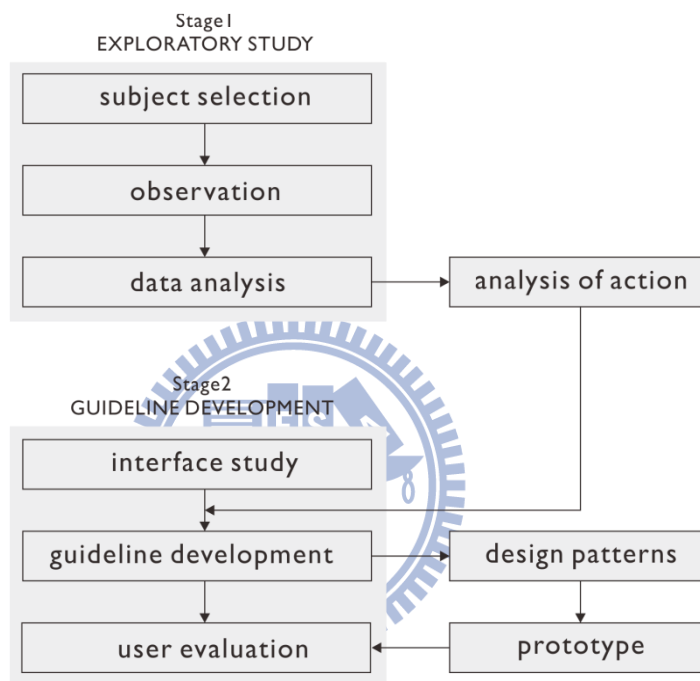 Stage1
EXPLORATORY STUDY
subject selection
observation
data analysis
analysis of action
Stage2
GUIDELINE DEVELOPMENT
interface study
guideline development
design patterns
user evaluation
prototype